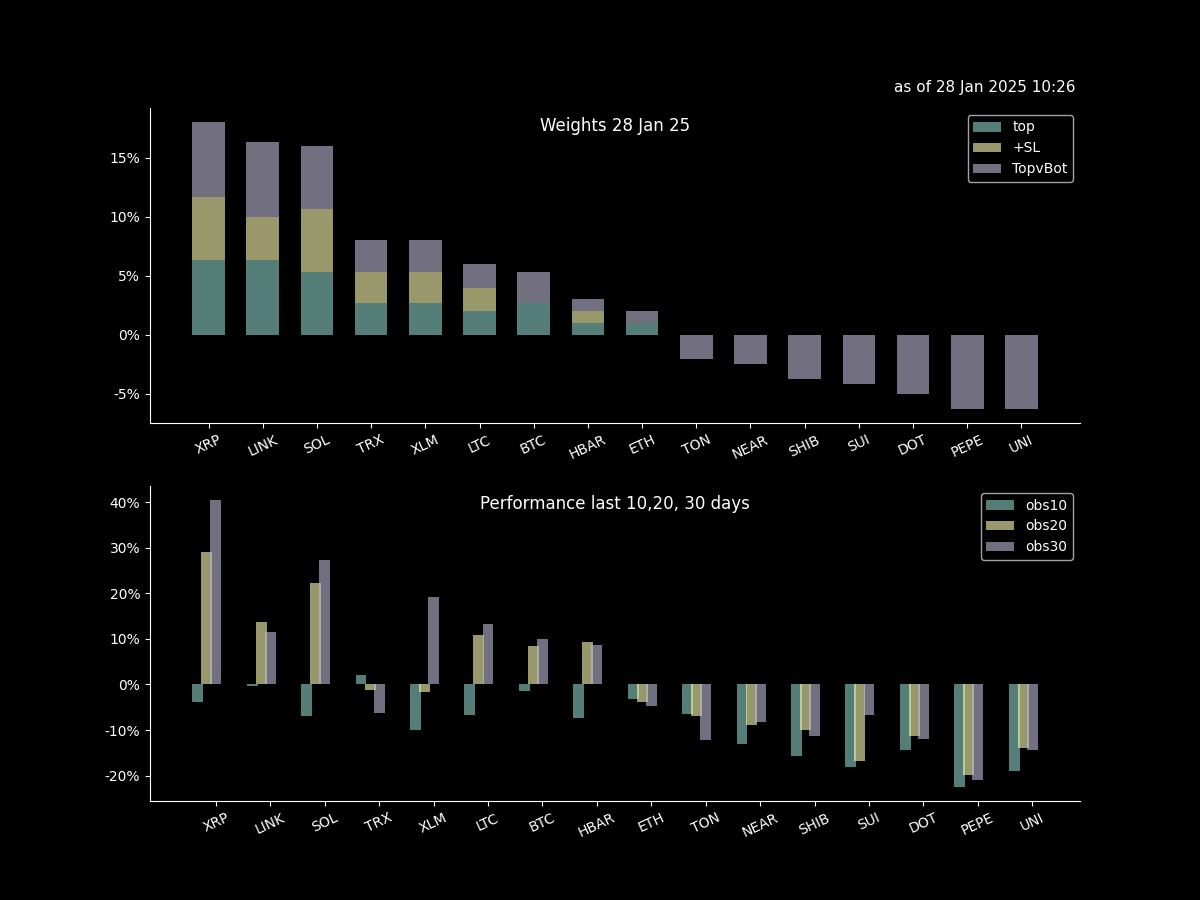 as of 28 Jan 2025 10:26
Weights 28 Jan 25
top
+SL
TopvBot
15%
10%
5%
0%
-5%
XRP LINK SOL TRX XLM LTC BTC HBAR ETH TON NEAR SHIB SUI DOT PEPE UNI
Performance last 10,20, 30 days
obs10
obs20
obs30
40%
30%
20%
10%
0%
-10%
-20%
XRP LINK SOL TRX XLM LTC BTC HBAR ETH TON NEAR SHIB SUI DOT PEPE UNI